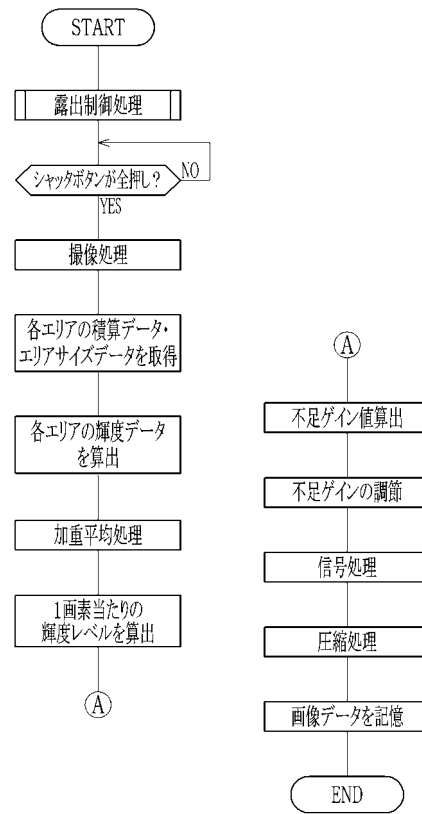 START
露出制御処理
シャッタボタンが全押し?
NO
YES
撮像処理
各エリアの積算データ・
エリアサイズデータを取得
各エリアの輝度データ
を算出
加重平均処理
1画素当たりの
輝度レベルを算出
A
A
不足ゲイン値算出
不足ゲインの調節
信号処理
圧縮処理
画像データを記憶
END